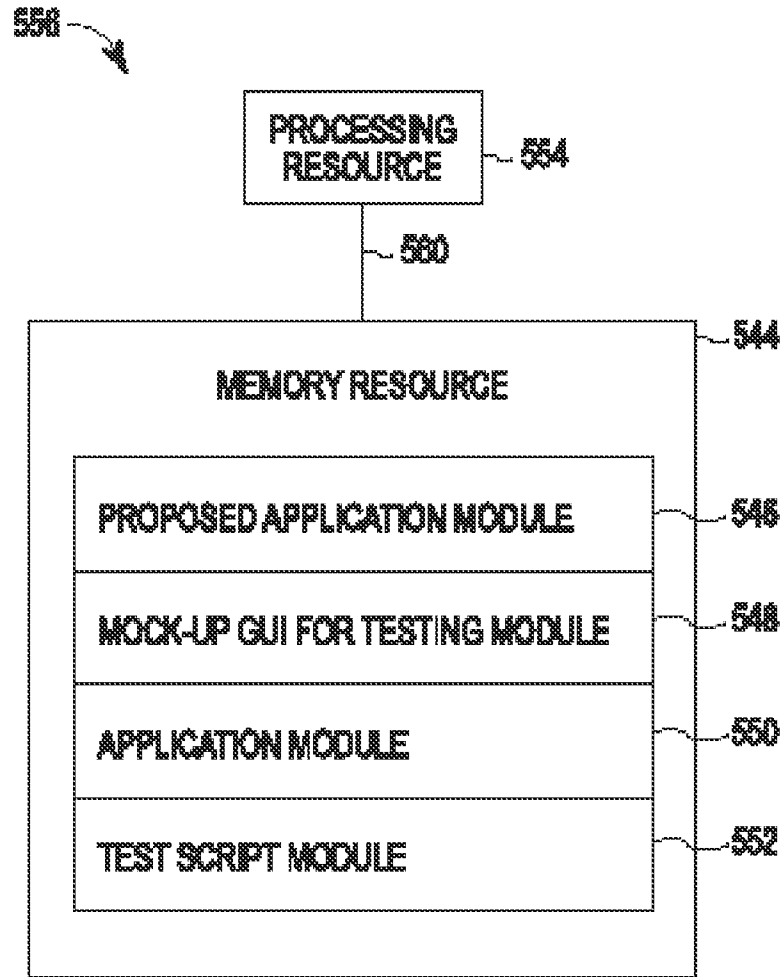 556
PROCESSING
RESOURCE
554
560
544
MEMORY RESOURCE
PROPOSED APPLICATION MODULE
546
MOCK-UP GUI FOR TESTING MODULE
548
APPLICATION MODULE
550
TEST SCRIPT MODULE
552